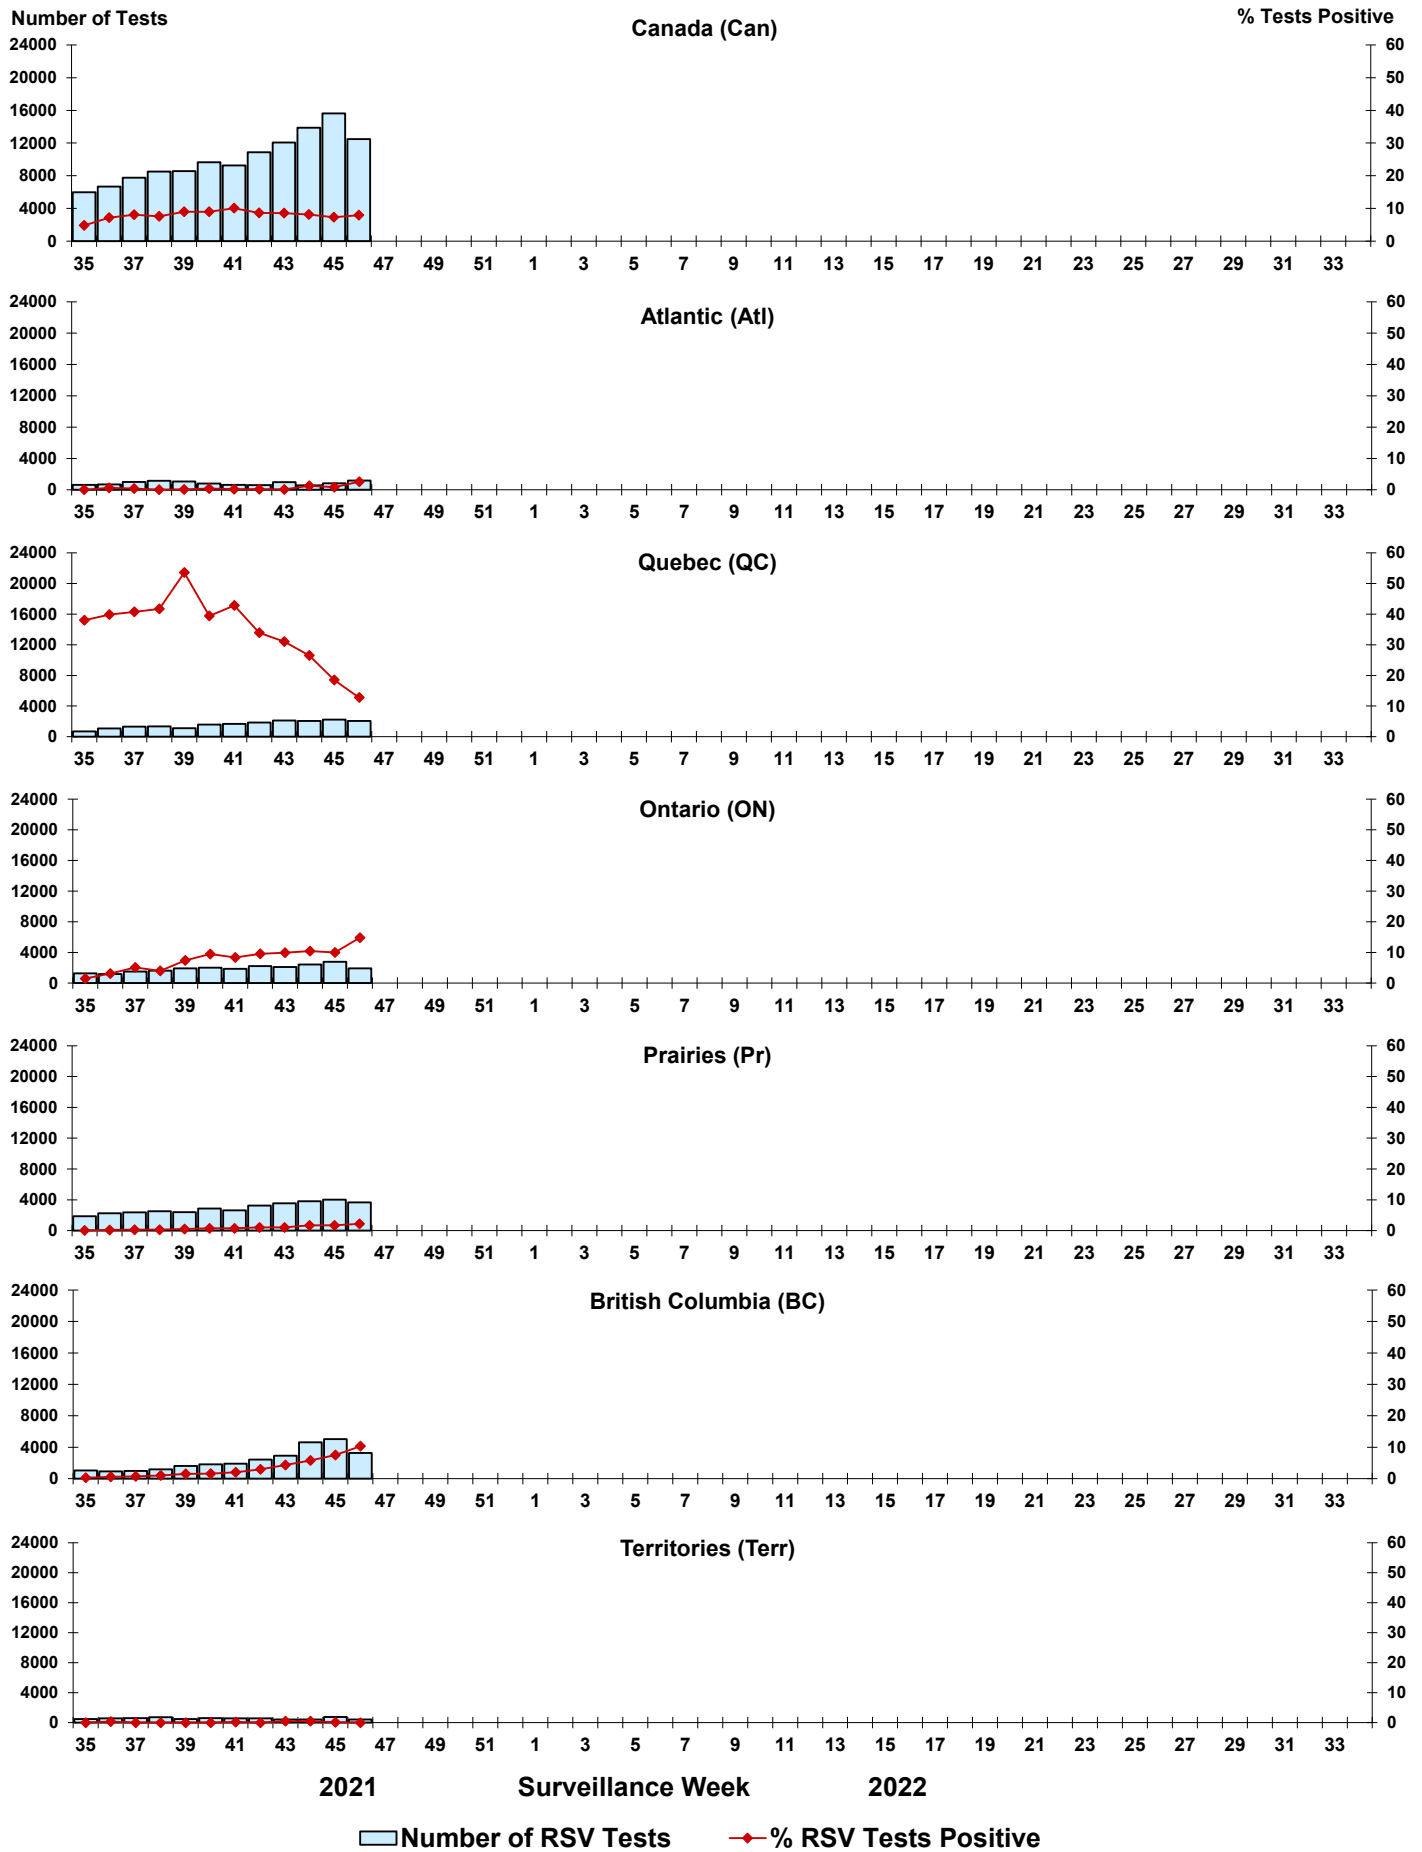 Number of Tests
Canada (Can)
% Tests Positive
24000 60
20000 50
16000 40
12000 30
8000 20
4000 10
0 0
35 37 39 41 43 45 47 49 51 1 3 5 7 9 11 13 15 17 19 21 23 25 27 29 31 33
Atlantic (Atl)
24000 60
20000 50
16000 40
12000 30
8000 20
4000 10
0 0
35 37 39 41 43 45 47 49 51 1 3 5 7 9 11 13 15 17 19 21 23 25 27 29 31 33
Quebec (QC)
24000 60
20000 50
16000 40
12000 30
8000 20
4000 10
0 0
35 37 39 41 43 45 47 49 51 1 3 5 7 9 11 13 15 17 19 21 23 25 27 29 31 33
Ontario (ON)
24000 60
20000 50
16000 40
12000 30
8000 20
4000 10
0 0
35 37 39 41 43 45 47 49 51 1 3 5 7 9 11 13 15 17 19 21 23 25 27 29 31 33
Prairies (Pr)
24000 60
20000 50
16000 40
12000 30
8000 20
4000 10
0 0
35 37 39 41 43 45 47 49 51 1 3 5 7 9 11 13 15 17 19 21 23 25 27 29 31 33
British Columbia (BC)
24000 60
20000 50
16000 40
12000 30
8000 20
4000 10
0 0
35 37 39 41 43 45 47 49 51 1 3 5 7 9 11 13 15 17 19 21 23 25 27 29 31 33
Territories (Terr)
24000 60
20000 50
16000 40
12000 30
8000 20
4000 10
0 0
35 37 39 41 43 45 47 49 51 1 3 5 7 9 11 13 15 17 19 21 23 25 27 29 31 33
2021 Surveillance Week 2022
Number of RSV Tests % RSV Tests Positive